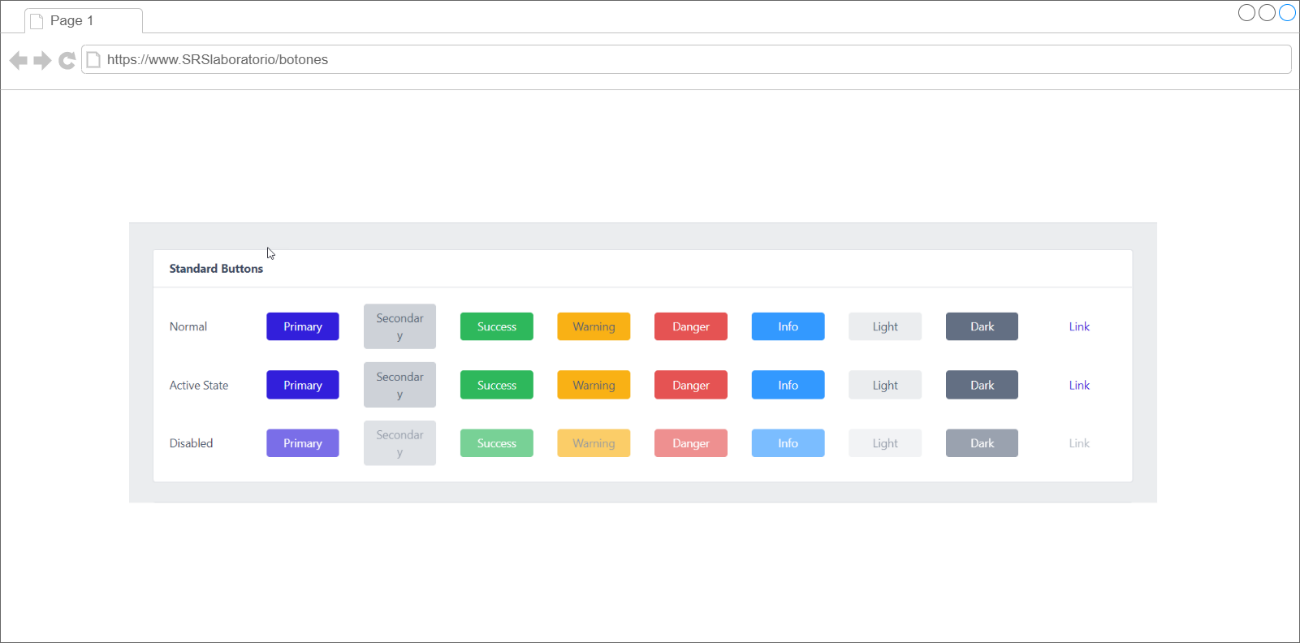 Page 1
https://www.SRSlaboratorio/botones
Standard Buttons
Normal Primary Secondar Success Warning Danger Info Light Dark Link
y
Active State Primary Secondar Success Warning Danger Info Light Dark Link
y
Disabled Primary Secondar Success Warning Danger Info Light Dark Link
y